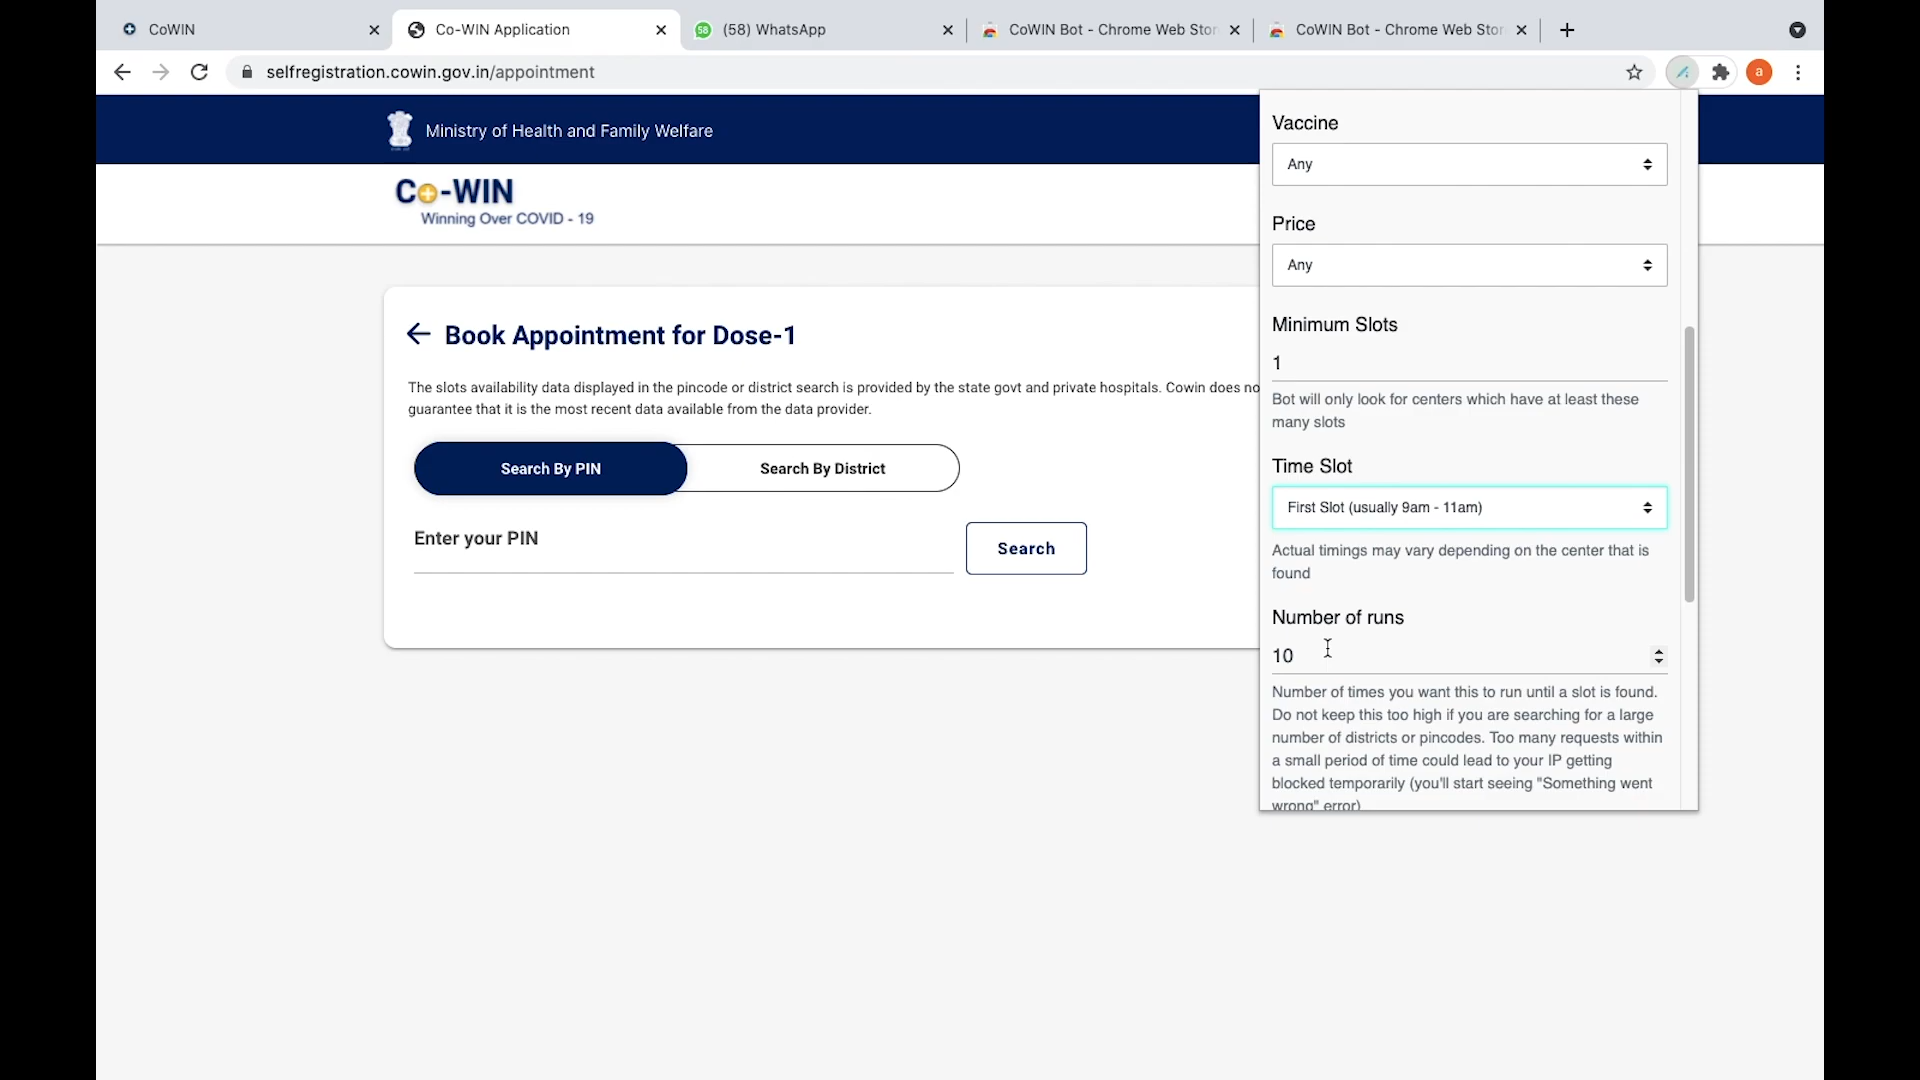 CoWIN
Co-WIN Application
(58) WhatsApp
CoWIN Bot - Chrome Web Stor
CoWIN Bot - Chrome Web Stor
selfregistration.cowin.gov.in/appointment
a
Ministry of Health and Family Welfare
Co-WIN
Winning Over COVID - 19
Book Appointment for Dose-1
The slots availability data displayed in the pincode or district search is provided by the state govt and private hospitals. Cowin does no
guarantee that it is the most recent data available from the data provider.
Search By PIN
Search By District
Enter your PIN
Search
Vaccine
Any
Price
Any
Minimum Slots
1
Bot will only look for centers which have at least these
many slots
Time Slot
First Slot (usually 9am - 11am)
Actual timings may vary depending on the center that is
found
Number of runs
10
Number of times you want this to run until a slot is found.
Do not keep this too high if you are searching for a large
number of districts or pincodes. Too many requests within
a small period of time could lead to your IP getting
blocked temporarily (you'll start seeing "Something went
wrong" error)